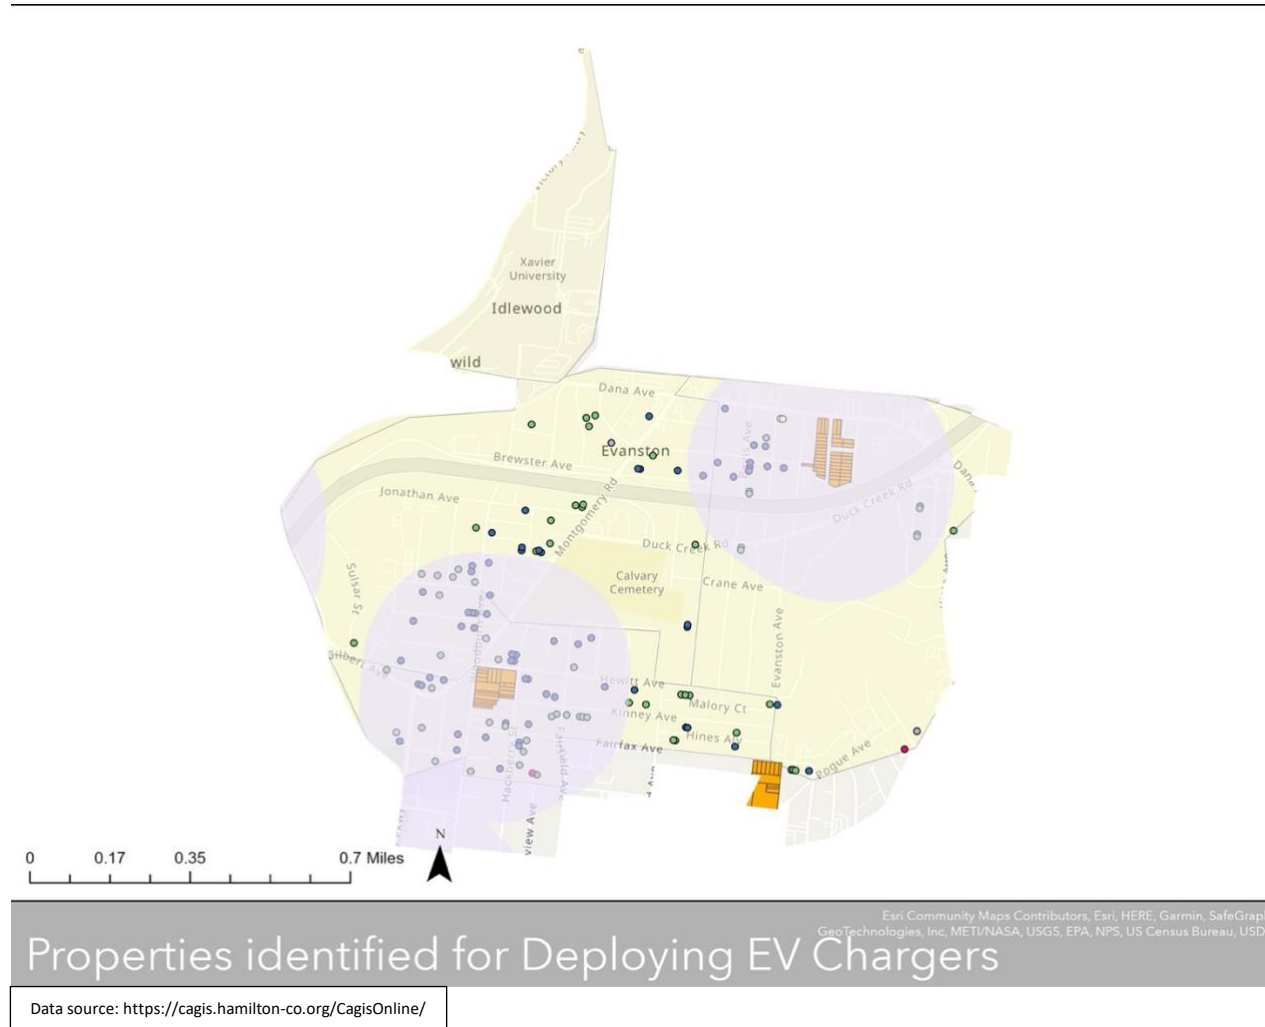 Xavier
University
Idlewood
wild
Dana Ave
Evanston
Brewster Ave
Jonathan Ave
Montgomery Rd
Duck Creek Rd
Duck Creek Rd
Calvary
Cemetery
Crane Ave
Sulsar St
Evanston Ave
Gilbert Ave
Woodburn Ave
Hewitt Ave
Malory Ct
Kinney Ave
Hines Aly
Fairfax Ave
Pogue Ave
Hackberry St
Fairfield Ave
view Ave
N
0 0.17 0.35 0.7 Miles
Esri Community Maps Contributors, Esri, HERE, Garmin, SafeGrap
GeoTechnologies, Inc, METI/NASA, USGS, EPA, NPS, US Census Bureau, USD
Properties identified for Deploying EV Chargers
Data source: https://cagis.hamilton-co.org/CagisOnline/